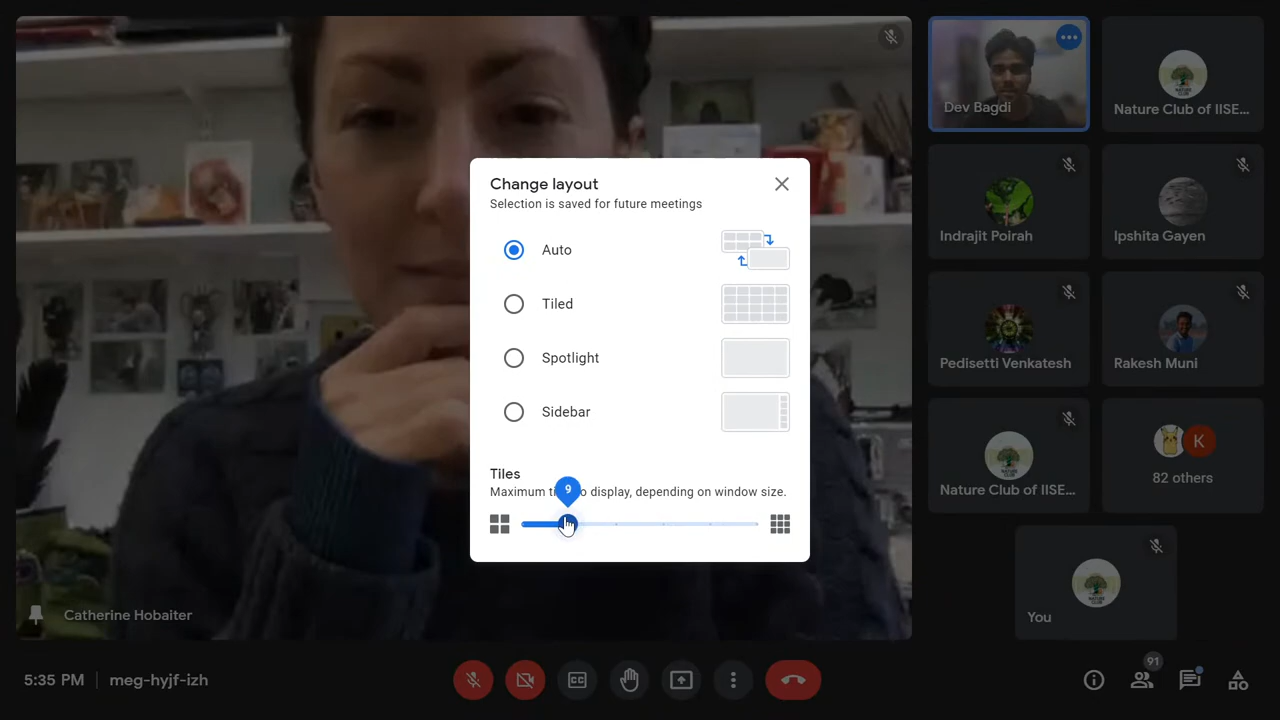 Dev Bagdi
Nature Club of IISE...
Indrajit Poirah
Ipshita Gayen
Pedisetti Venkatesh
Rakesh Muni
Nature Club of IISE...
K
82 others
You
Change layout
Selection is saved for future meetings
Auto
Tiled
Spotlight
Sidebar
Tiles
9
Maximum to display, depending on window size.
Catherine Hobaiter
5:35 PM | meg-hyjf-izh
CC
91